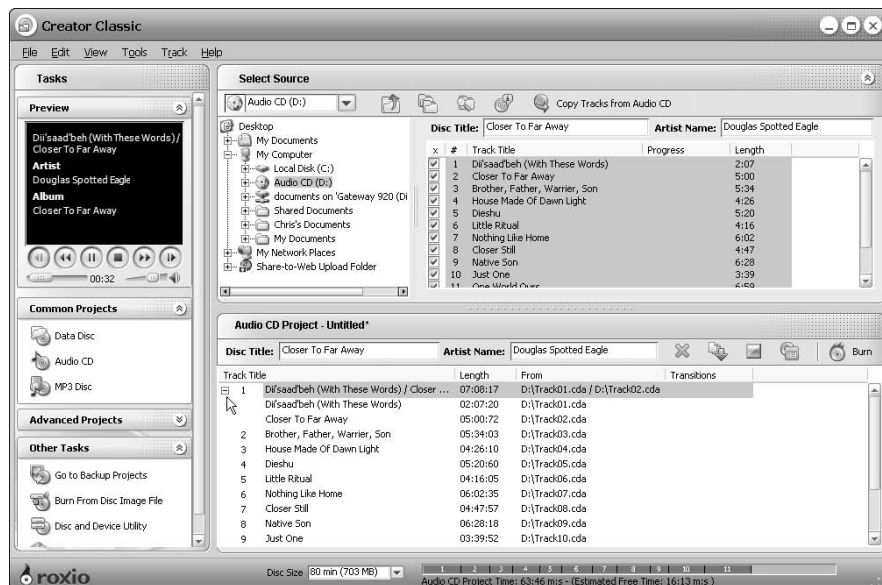 Creator Classic
File Edit View Tools Track Help
Tasks
Preview
Dii'saad'beh (With These Words) /
Closer To Far Away
Artist
Douglas Spotted Eagle
Album
Closer To Far Away
00:32
Common Projects
Data Disc
Audio CD
MP3 Disc
Advanced Projects
Other Tasks
Go to Backup Projects
Burn From Disc Image File
Disc and Device Utility
Select Source
Audio CD (D:) Copy Tracks from Audio CD
Desktop
My Documents
My Computer
Local Disk (C:)
Audio CD (D:)
documents on 'Gateway 920 (Di
Shared Documents
Chris's Documents
My Documents
My Network Places
Share-to-Web Upload Folder
Disc Title: Closer To Far Away Artist Name: Douglas Spotted Eagle
x # Track Title Progress Length
1 Dii'saad'beh (With These Words) 2:07
2 Closer To Far Away 5:00
3 Brother, Father, Warrier, Son 5:34
4 House Made Of Dawn Light 4:26
5 Dieshu 5:20
6 Little Ritual 4:16
7 Nothing Like Home 6:02
8 Closer Still 4:47
9 Native Son 6:28
10 Just One 3:39
11 One World Ours 6:59
Audio CD Project - Untitled*
Disc Title: Closer To Far Away Artist Name: Douglas Spotted Eagle Burn
Track Title Length From Transitions
1 Dii'saad'beh (With These Words) / Closer ... 07:08:17 D:\Track01.cda / D:\Track02.cda
Dii'saad'beh (With These Words) 02:07:20 D:\Track01.cda
Closer To Far Away 05:00:72 D:\Track02.cda
2 Brother, Father, Warrier, Son 05:34:03 D:\Track03.cda
3 House Made Of Dawn Light 04:26:10 D:\Track04.cda
4 Dieshu 05:20:60 D:\Track05.cda
5 Little Ritual 04:16:05 D:\Track06.cda
6 Nothing Like Home 06:02:35 D:\Track07.cda
7 Closer Still 04:47:57 D:\Track08.cda
8 Native Son 06:28:18 D:\Track09.cda
9 Just One 03:39:52 D:\Track10.cda
roxio
Disc Size 80 min (703 MB) 1 2 3 4 5 6 7 8 9 10 11
Audio CD Project Time: 63:46 m:s - (Estimated Free Time: 16:13 m:s )